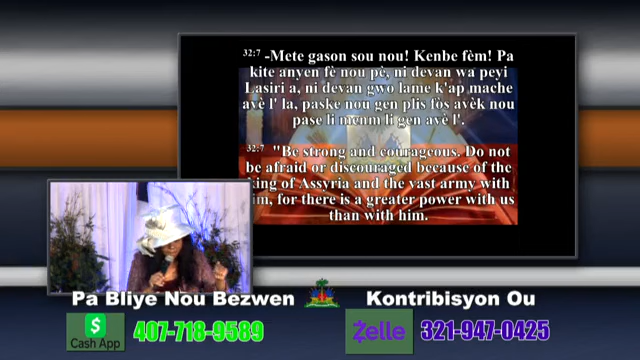 32:7 -Mete gason sou nou! Kenbe fèm! Pa
kite anyen fè nou pè, ni devan wa peyi
Lasiri a, ni devan gwo lame k'ap mache
avè l' la, paske nou gen plis fòs avèk nou
pase li menm li gen avè l'.
32:7 "Be strong and courageous. Do not
be afraid or discouraged because of the
king of Assyria and the vast army with
him, for there is a greater power with us
than with him.
Pa Bliye Nou Bezwen Kontribisyon Ou
$
Cash App
407-718-9589
Zelle
321-947-0425